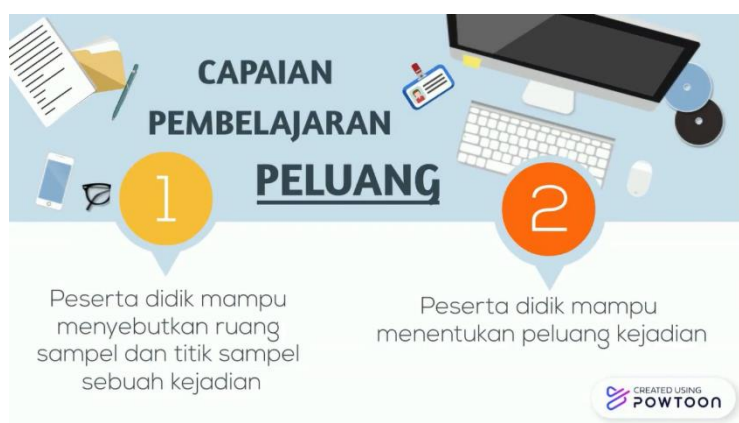 CAPAIAN
PEMBELAJARAN
PELUANG
1
Peserta didik mampu
menyebutkan ruang
sampel dan titik sampel
sebuah kejadian
2
Peserta didik mampu
menentukan peluang kejadian
CREATED USING
POWTOON